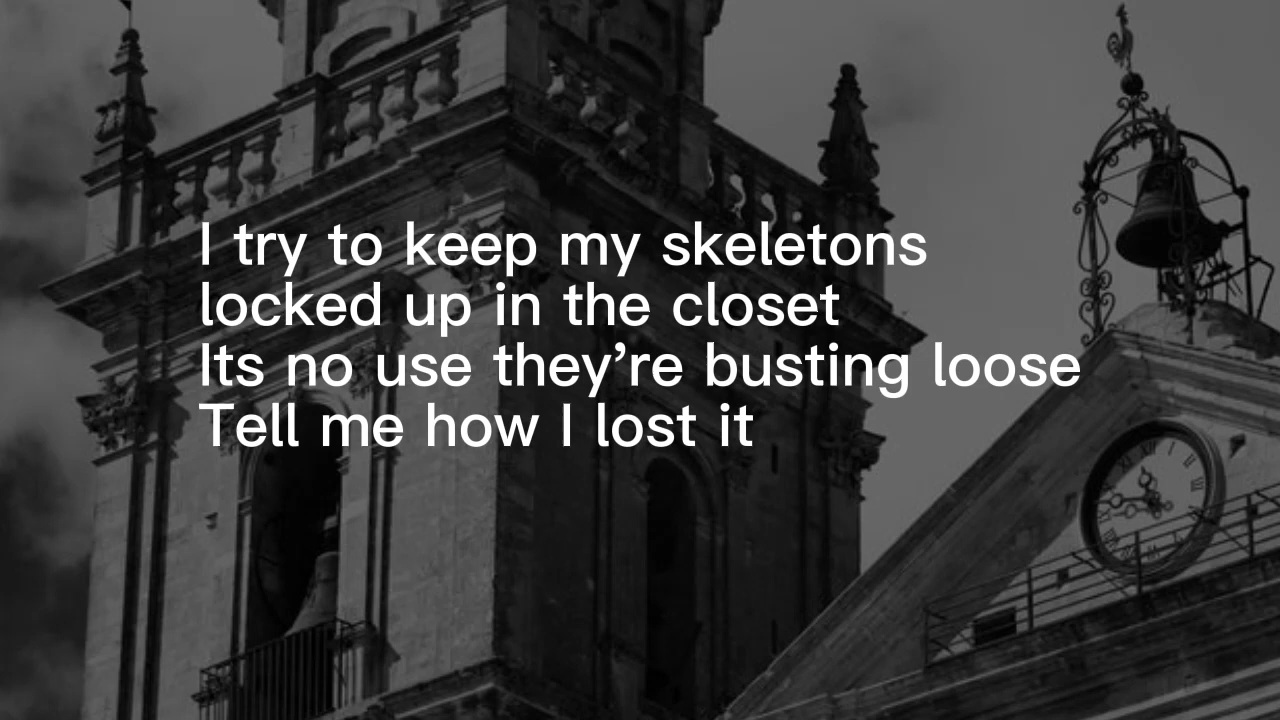 I try to keep my skeletons
locked up in the closet
Its no use they’re busting loose
Tell me how I lost it